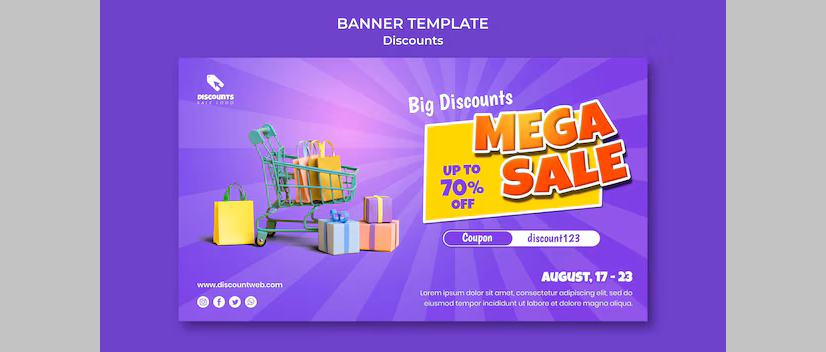 BANNER TEMPLATE
Discounts
DISCOUNTS
SALE LOGO
Big Discounts
MEGA
SALE
UP TO
70%
OFF
Coupon discount123
AUGUST, 17 - 23
www.discountweb.com
Lorem ipsum dolor sit amet, consectetur adipiscing elit, sed do
eiusmod tempor incididunt ut labore et dolore magna aliqua.